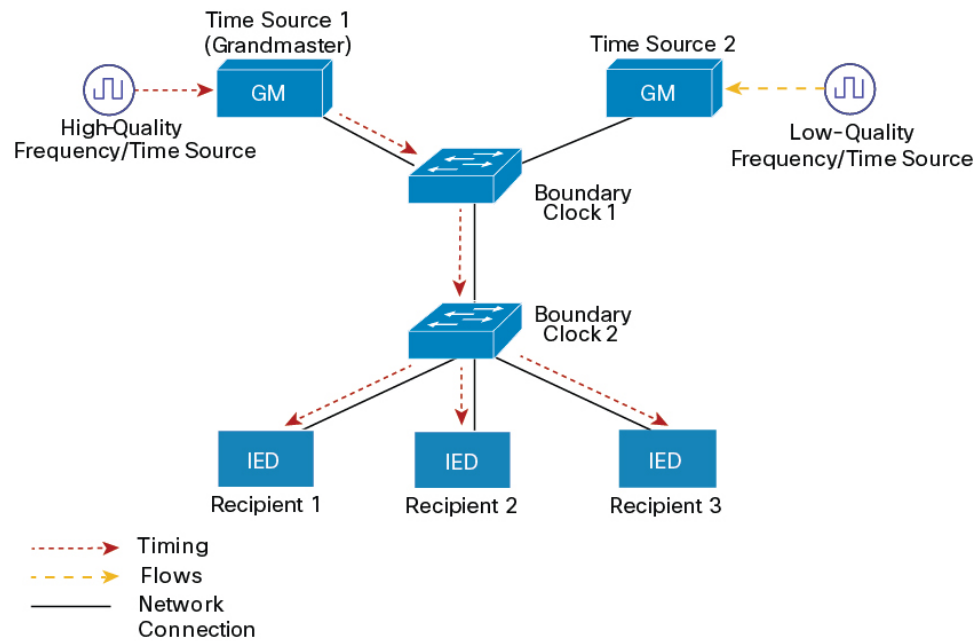 Time Source 1
(Grandmaster)
Time Source 2
GM
GM
High-Quality
Frequency/Time Source
Low-Quality
Frequency/Time Source
Boundary
Clock 1
Boundary
Clock 2
IED
IED
IED
Recipient 1
Recipient 2
Recipient 3
Timing
Flows
Network
Connection